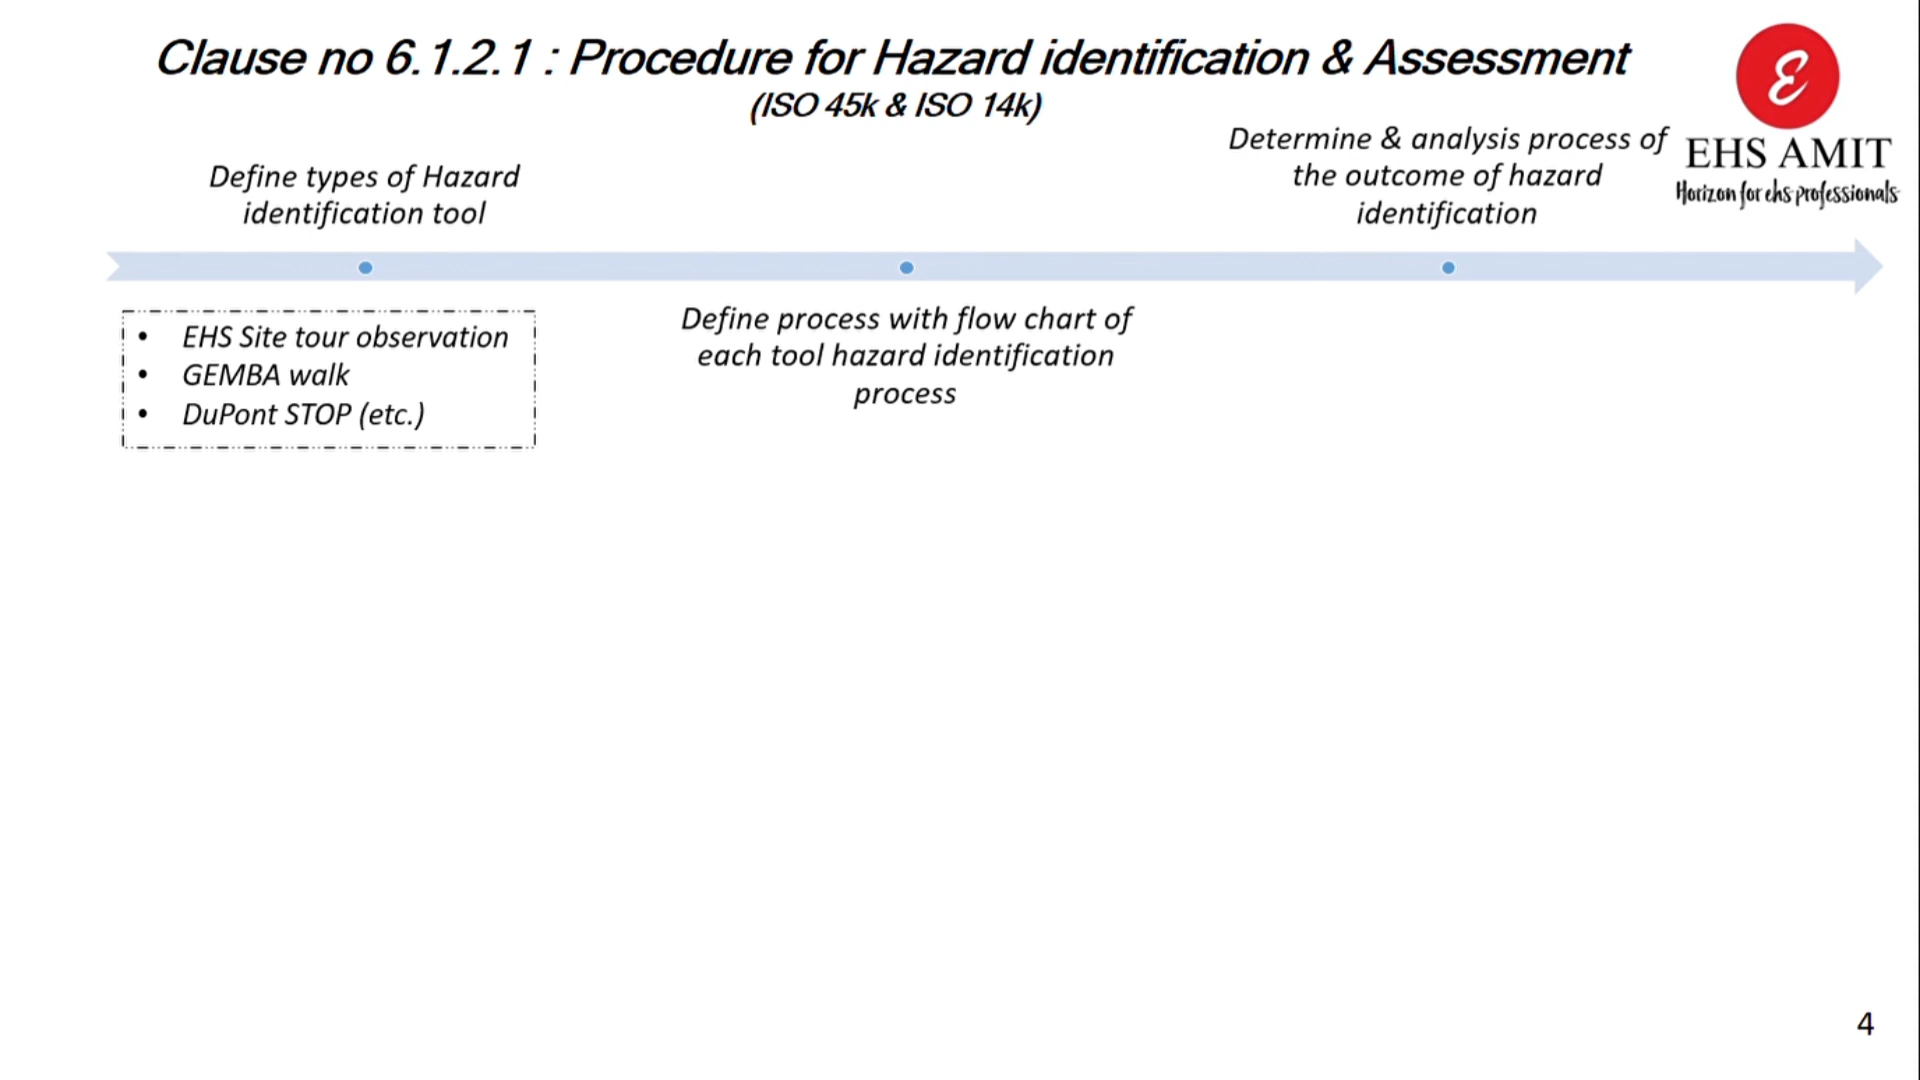 Clause no 6.1.2.1 : Procedure for Hazard identification & Assessment
(ISO 45k & ISO 14k)
EHS AMIT
Horizon for ehs professionals
Define types of Hazard
identification tool
Determine & analysis process of
the outcome of hazard
identification
• EHS Site tour observation
• GEMBA walk
• DuPont STOP (etc.)
Define process with flow chart of
each tool hazard identification
process
4